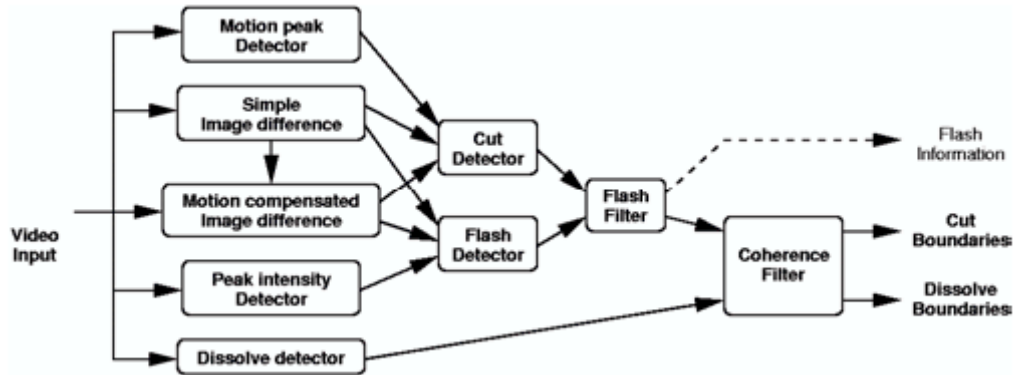 Motion peak
Detector
Simple
Image difference
Motion compensated
Image difference
Peak intensity
Detector
Dissolve detector
Video
Input
Cut
Detector
Flash
Detector
Flash
Filter
Coherence
Filter
Flash
Information
Cut
Boundaries
Dissolve
Boundaries